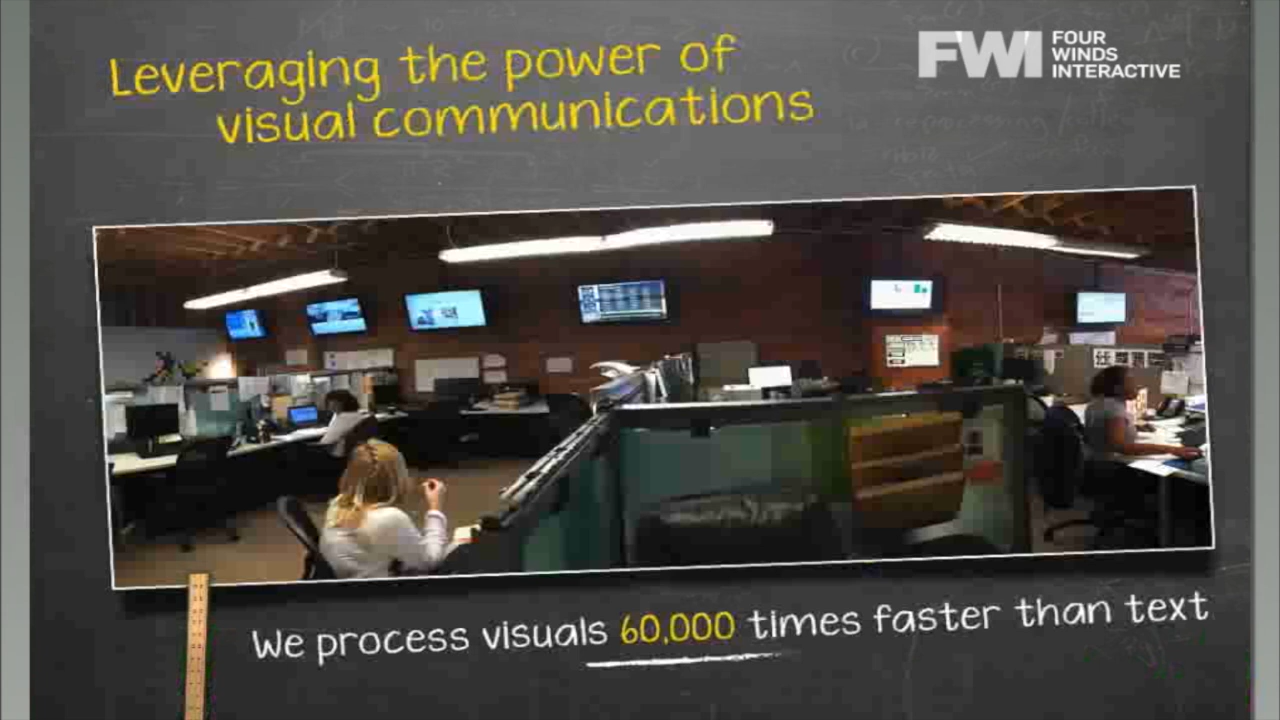 Leveraging the power of
visual communications
FWI
FOUR
WINDS
INTERACTIVE
We process visuals 60,000 times faster than text